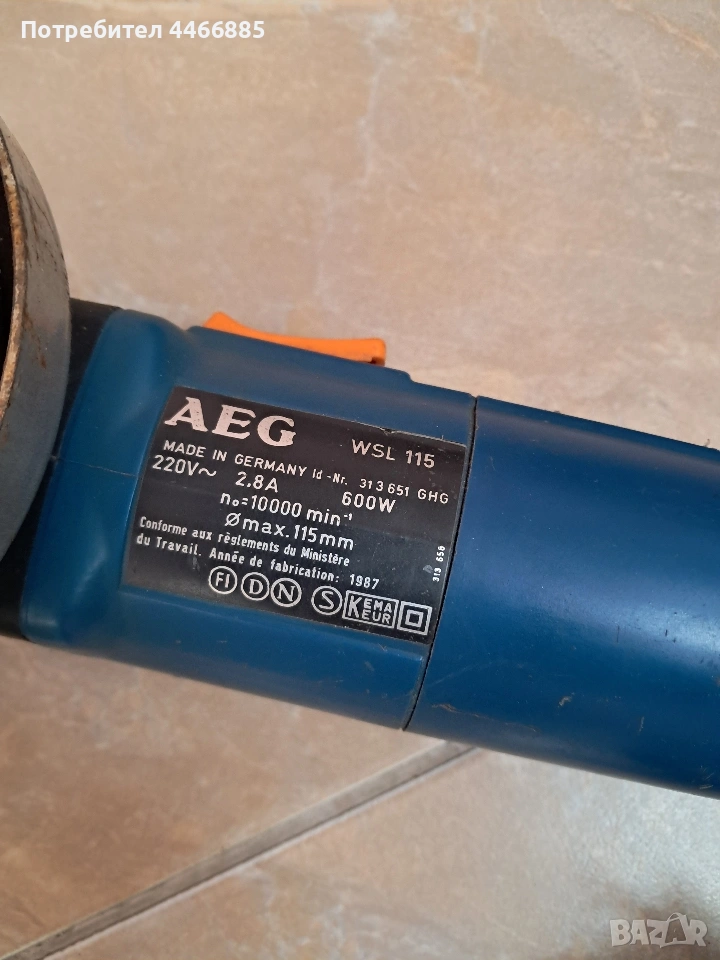 Потребител 4466885
AEG WSL 115
MADE IN GERMANY Id -Nr. 313 651 GHG
220V~ 2.8A 600W
n₀=10000 min⁻¹
Ømax.115mm
Conforme aux règlements du Ministère
du Travail. Année de fabrication: 1987
313 658
FI D N S KEMA KEUR
BAZAR